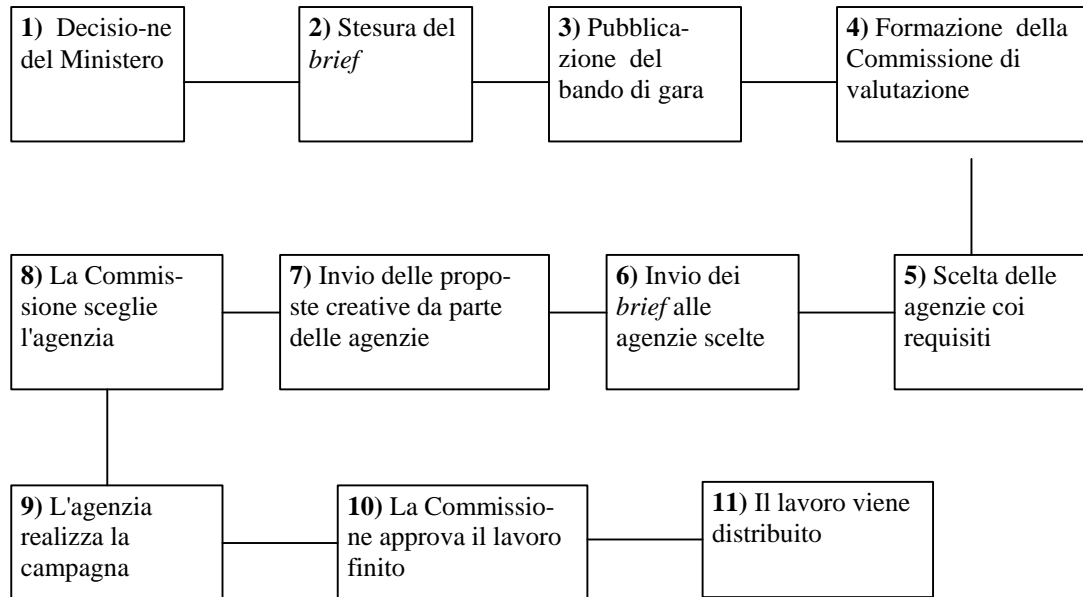 1) Decisio-ne
del Ministero
2) Stesura del
brief
3) Pubblica-
zione del
bando di gara
4) Formazione della
Commissione di
valutazione
5) Scelta delle
agenzie coi
requisiti
6) Invio dei
brief alle
agenzie scelte
7) Invio delle propo-
ste creative da parte
delle agenzie
8) La Commis-
sione sceglie
l'agenzia
9) L'agenzia
realizza la
campagna
10) La Commissio-
ne approva il lavoro
finito
11) Il lavoro viene
distribuito